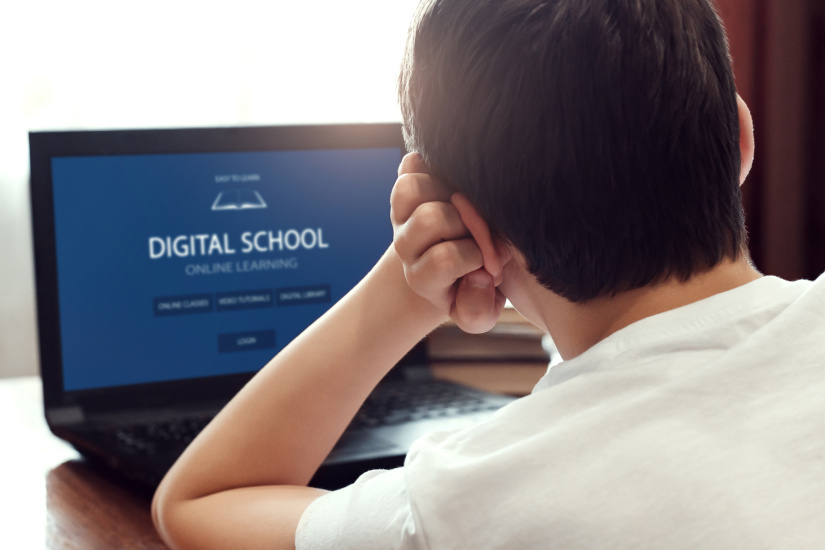 EASY TO LEARN
DIGITAL SCHOOL
ONLINE LEARNING
ONLINE CLASSES VIDEO TUTORIALS DIGITAL LIBRARY
LOGIN